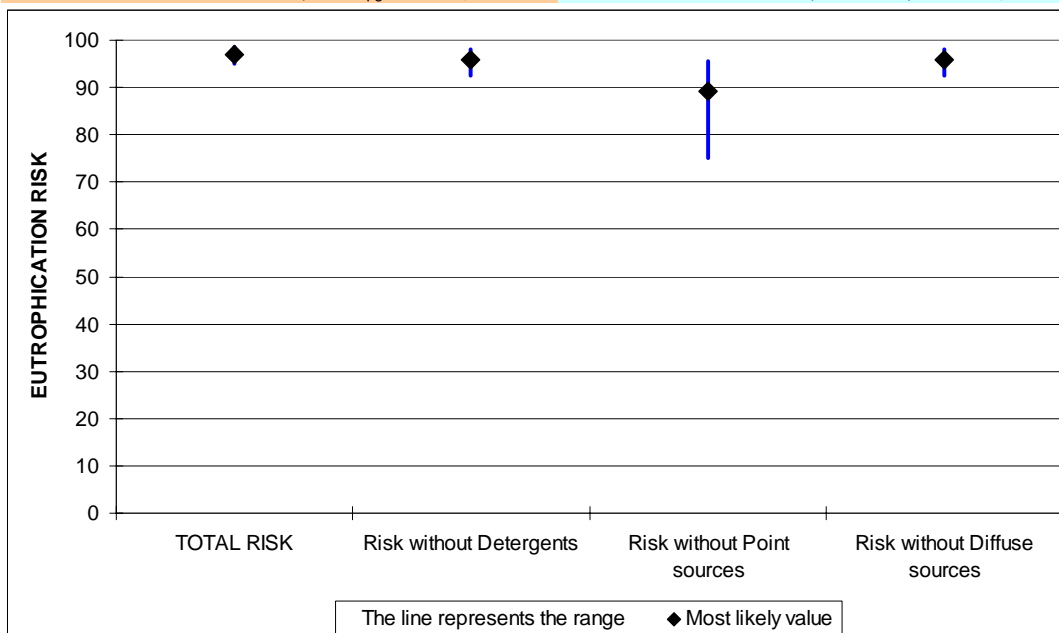 100
90
80
70
60
50
40
30
20
10
0
EUTROPHICATION RISK
TOTAL RISK
Risk without Detergents
Risk without Point
sources
Risk without Diffuse
sources
The line represents the range
Most likely value